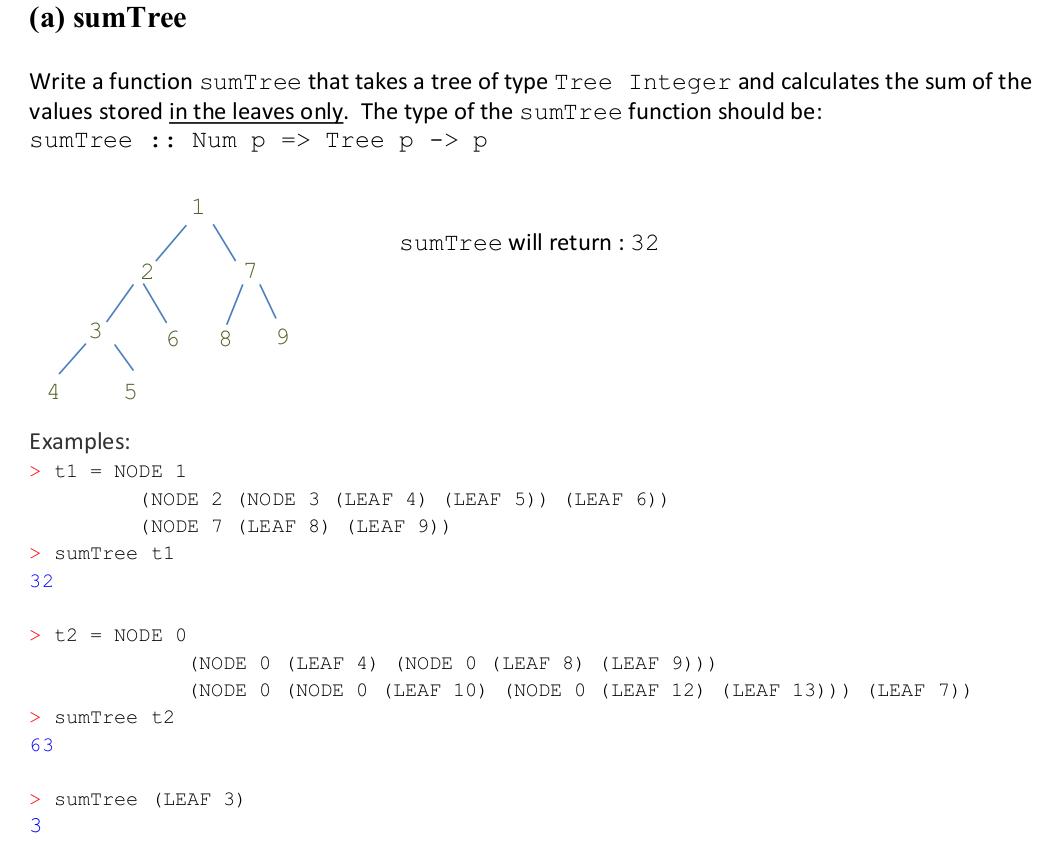 (a) sumTree
Write a function sumTree that takes a tree of type Tree Integer and calculates the sum of the
values stored in the leaves only. The type of the sumTree function should be:
sumTree :: Num p => Tree p -> p
1
sumTree will return : 32
2 7
3 6 8 9
4 5
Examples:
> t1 = NODE 1
(NODE 2 (NODE 3 (LEAF 4) (LEAF 5)) (LEAF 6))
(NODE 7 (LEAF 8) (LEAF 9))
> sumTree t1
32
> t2 = NODE 0
(NODE 0 (LEAF 4) (NODE 0 (LEAF 8) (LEAF 9)))
(NODE 0 (NODE 0 (LEAF 10) (NODE 0 (LEAF 12) (LEAF 13))) (LEAF 7))
> sumTree t2
63
> sumTree (LEAF 3)
3